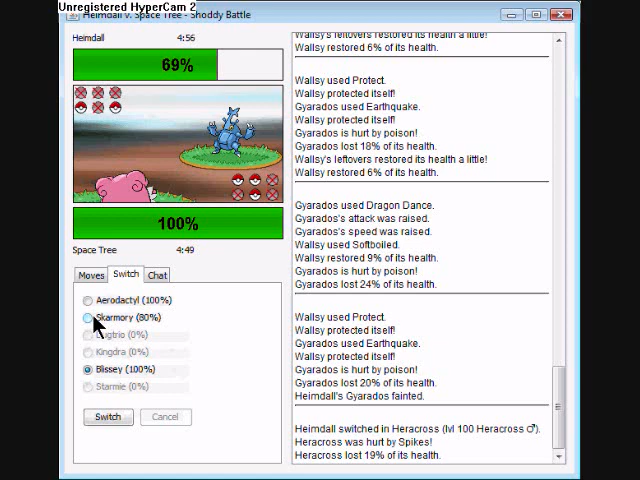 Unregistered HyperCam 2
Heimdall v. Space Tree - Shoddy Battle
Heimdall 4:56
69%
100%
Space Tree 4:49
Moves Switch Chat
Aerodactyl (100%)
Skarmory (80%)
(0%)
Kingdra (0%)
Blissey (100%)
Starmie (0%)
Switch Cancel
Wallsy's leftovers restored its health a little!
Wallsy restored 6% of its health.
Wallsy used Protect.
Wallsy protected itself!
Gyarados used Earthquake.
Wallsy protected itself!
Gyarados is hurt by poison!
Gyarados lost 18% of its health.
Wallsy's leftovers restored its health a little!
Wallsy restored 6% of its health.
Gyarados used Dragon Dance.
Gyarados's attack was raised.
Gyarados's speed was raised.
Wallsy used Softboiled.
Wallsy restored 9% of its health.
Gyarados is hurt by poison!
Gyarados lost 24% of its health.
Wallsy used Protect.
Wallsy protected itself!
Gyarados used Earthquake.
Wallsy protected itself!
Gyarados is hurt by poison!
Gyarados lost 20% of its health.
Heimdall's Gyarados fainted.
Heimdall switched in Heracross (lvl 100 Heracross ♂).
Heracross was hurt by Spikes!
Heracross lost 19% of its health.